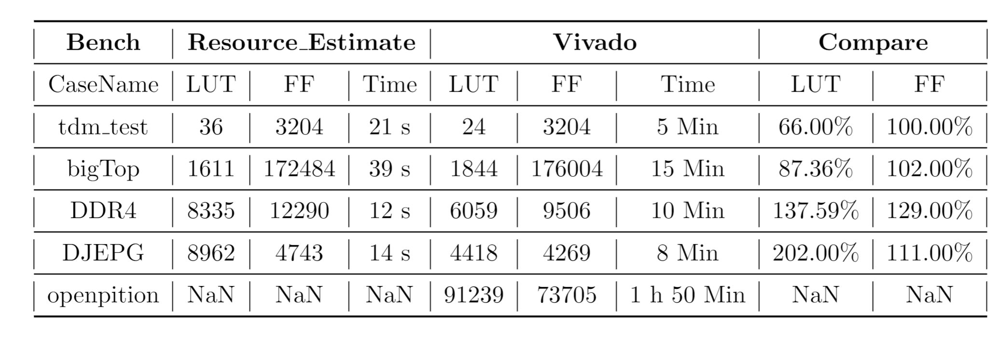 Bench Resource_Estimate Vivado Compare
CaseName LUT FF Time LUT FF Time LUT FF
tdm_test 36 3204 21 s 24 3204 5 Min 66.00% 100.00%
bigTop 1611 172484 39 s 1844 176004 15 Min 87.36% 102.00%
DDR4 8335 12290 12 s 6059 9506 10 Min 137.59% 129.00%
DJEPG 8962 4743 14 s 4418 4269 8 Min 202.00% 111.00%
openpition NaN NaN NaN 91239 73705 1 h 50 Min NaN NaN